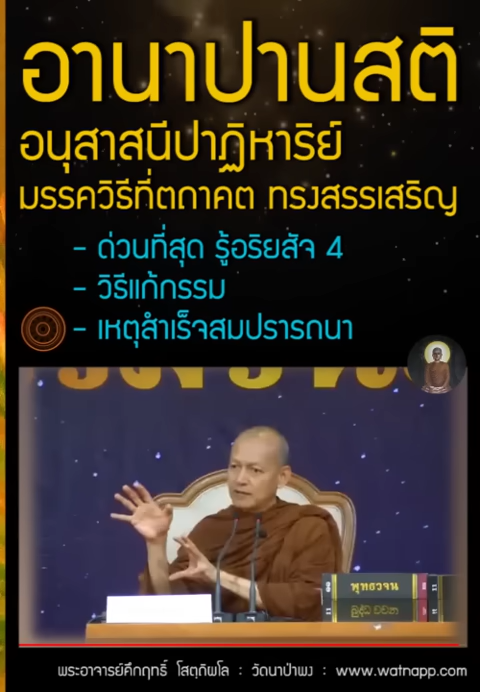 อานาปานสติ
อนุสาสนีปาฏิหาริย์
มรรควิธีที่ตถาคต ทรงสรรเสริญ
- ด่วนที่สุด รู้อริยสัจ 4
- วิธีแก้กรรม
- เหตุสำเร็จสมปรารถนา
พุทธวจน
พระอาจารย์คึกฤทธิ์ โสตฺถิผโล : วัดนาป่าพง : www.watnapp.com